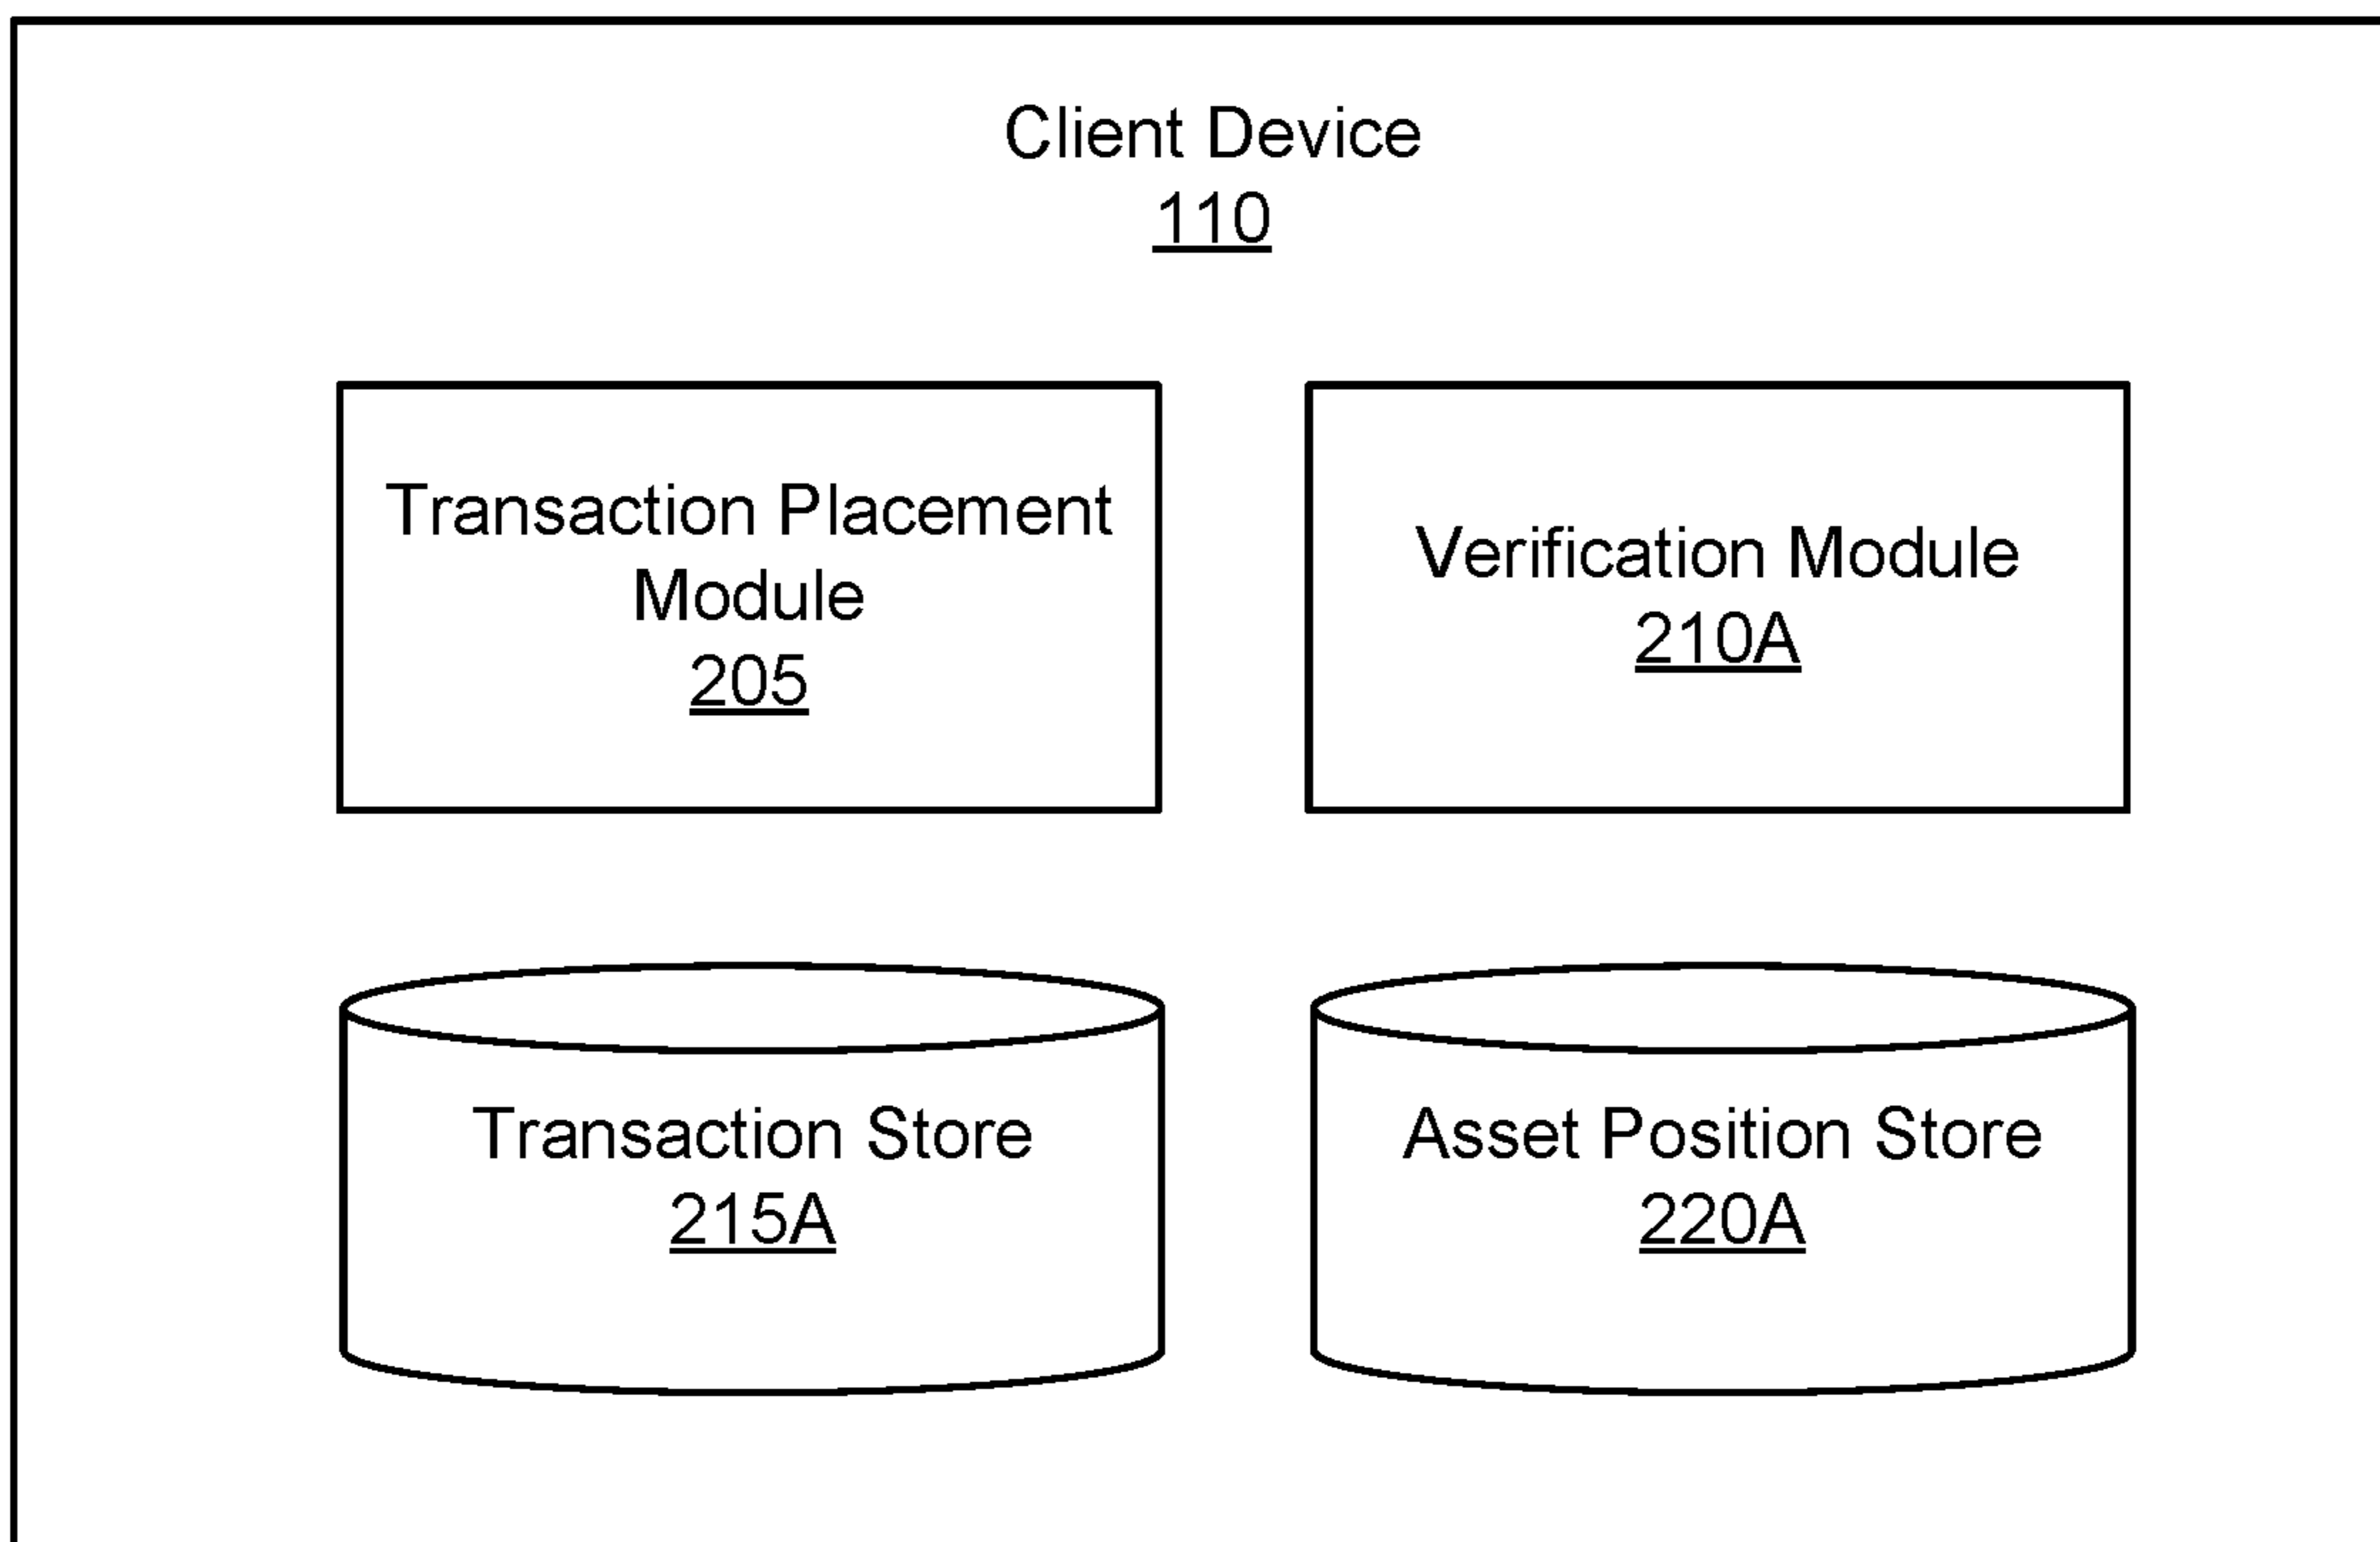 Client Device
110
Transaction Placement
Module
205
Verification Module
210A
Transaction Store
215A
Asset Position Store
220A